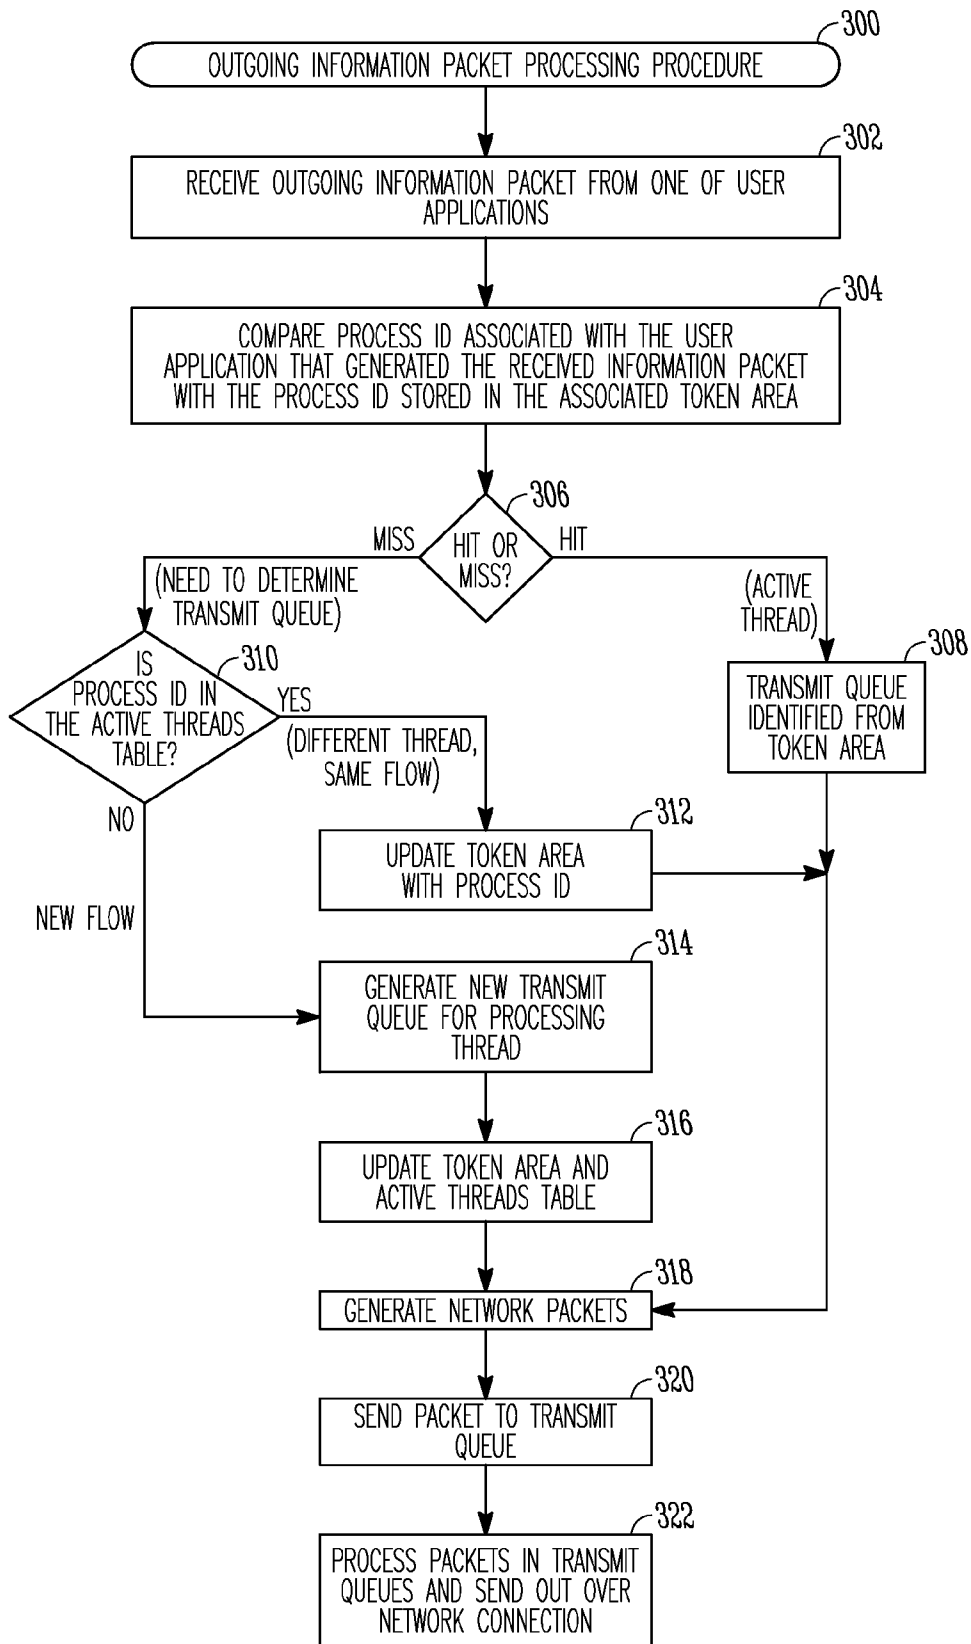 300
OUTGOING INFORMATION PACKET PROCESSING PROCEDURE
302
RECEIVE OUTGOING INFORMATION PACKET FROM ONE OF USER
APPLICATIONS
304
COMPARE PROCESS ID ASSOCIATED WITH THE USER
APPLICATION THAT GENERATED THE RECEIVED INFORMATION PACKET
WITH THE PROCESS ID STORED IN THE ASSOCIATED TOKEN AREA
306
HIT OR
MISS?
MISS
HIT
(NEED TO DETERMINE
TRANSMIT QUEUE)
(ACTIVE
THREAD)
308
TRANSMIT QUEUE
IDENTIFIED FROM
TOKEN AREA
310
IS
PROCESS ID IN
THE ACTIVE THREADS
TABLE?
YES
(DIFFERENT THREAD,
SAME FLOW)
NO
312
UPDATE TOKEN AREA
WITH PROCESS ID
NEW FLOW
314
GENERATE NEW TRANSMIT
QUEUE FOR PROCESSING
THREAD
316
UPDATE TOKEN AREA AND
ACTIVE THREADS TABLE
318
GENERATE NETWORK PACKETS
320
SEND PACKET TO TRANSMIT
QUEUE
322
PROCESS PACKETS IN TRANSMIT
QUEUES AND SEND OUT OVER
NETWORK CONNECTION